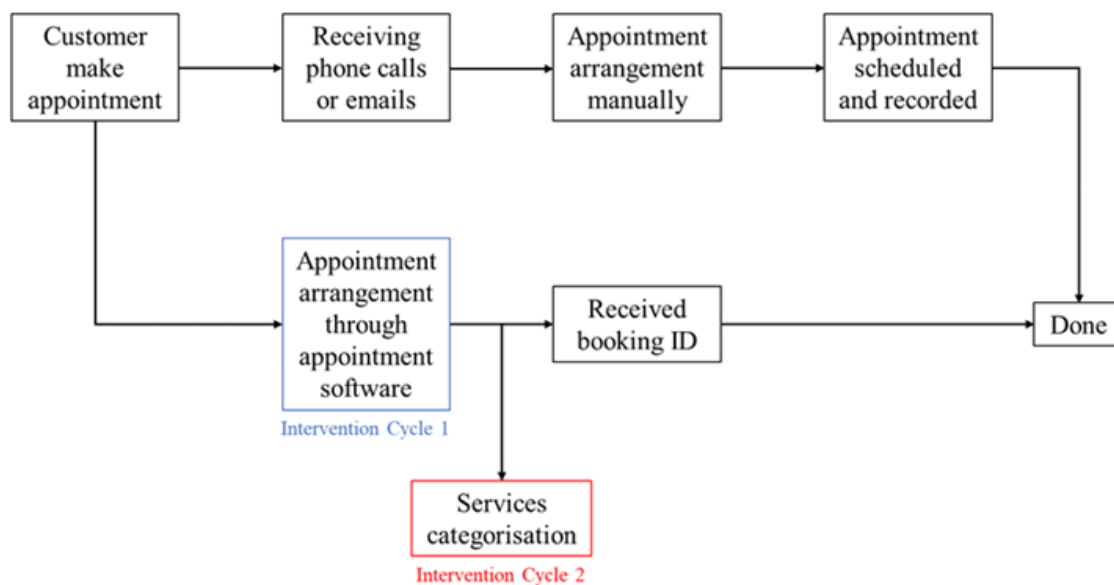 Customer
make
appointment
Receiving
phone calls
or emails
Appointment
arrangement
manually
Appointment
scheduled
and recorded
Appointment
arrangement
through
appointment
software
Intervention Cycle 1
Received
booking ID
Done
Services
categorisation
Intervention Cycle 2